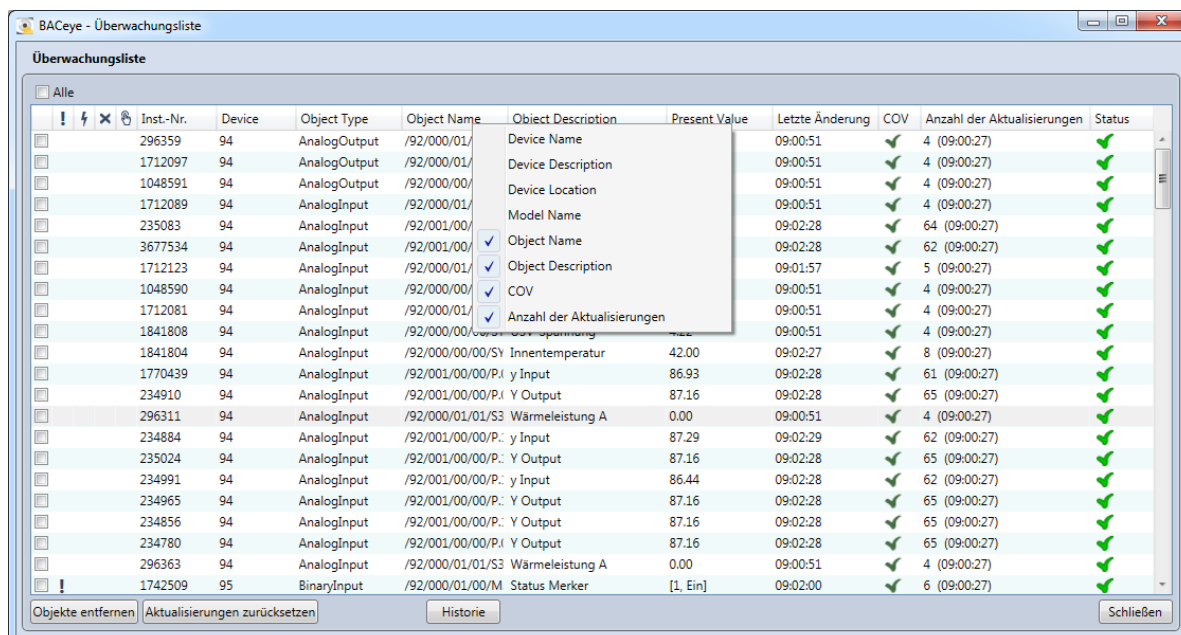 BACeye - Überwachungsliste
Überwachungsliste
Alle
Inst.-Nr. Device Object Type Object Name Object Description Present Value Letzte Änderung COV Anzahl der Aktualisierungen Status
296359 94 AnalogOutput /92/000/01/ 09:00:51 4 (09:00:27)
1712097 94 AnalogOutput /92/000/01/ 09:00:51 4 (09:00:27)
1048591 94 AnalogOutput /92/000/00/ 09:00:51 4 (09:00:27)
1712089 94 AnalogInput /92/000/01/ 09:00:51 4 (09:00:27)
235083 94 AnalogInput /92/001/00/ 09:02:28 64 (09:00:27)
3677534 94 AnalogInput /92/001/00/ 09:02:28 62 (09:00:27)
1712123 94 AnalogInput /92/000/01/ 09:01:57 5 (09:00:27)
1048590 94 AnalogInput /92/000/00/ 09:00:51 4 (09:00:27)
1712081 94 AnalogInput /92/000/01/ 09:00:51 4 (09:00:27)
1841808 94 AnalogInput /92/000/00/00/SY USV-Spannung 4.22 09:00:51 4 (09:00:27)
Device Name
Device Description
Device Location
Model Name
Object Name
Object Description
COV
Anzahl der Aktualisierungen
1841804 94 AnalogInput /92/000/00/00/SY Innentemperatur 42.00 09:02:27 8 (09:00:27)
1770439 94 AnalogInput /92/001/00/00/P.( y Input 86.93 09:02:28 61 (09:00:27)
234910 94 AnalogInput /92/001/00/00/P.( Y Output 87.16 09:02:28 65 (09:00:27)
296311 94 AnalogInput /92/000/01/01/S3 Wärmeleistung A 0.00 09:00:51 4 (09:00:27)
234884 94 AnalogInput /92/001/00/00/P.: y Input 87.29 09:02:29 62 (09:00:27)
235024 94 AnalogInput /92/001/00/00/P.: Y Output 87.16 09:02:28 65 (09:00:27)
234991 94 AnalogInput /92/001/00/00/P.: y Input 86.44 09:02:28 62 (09:00:27)
234965 94 AnalogInput /92/001/00/00/P.: Y Output 87.16 09:02:28 65 (09:00:27)
234856 94 AnalogInput /92/001/00/00/P.: Y Output 87.16 09:02:28 65 (09:00:27)
234780 94 AnalogInput /92/001/00/00/P.( Y Output 87.16 09:02:28 65 (09:00:27)
296363 94 AnalogInput /92/000/01/01/S3 Wärmeleistung A 0.00 09:00:51 4 (09:00:27)
! 1742509 95 BinaryInput /92/000/01/00/M Status Merker [1, Ein] 09:02:00 6 (09:00:27)
Objekte entfernen Aktualisierungen zurücksetzen Historie Schließen